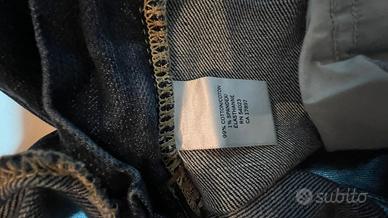 99% COTTON/COTON
1% SPANDEX/
ÉLASTHANNE
RN 54023
CA 17897
subito